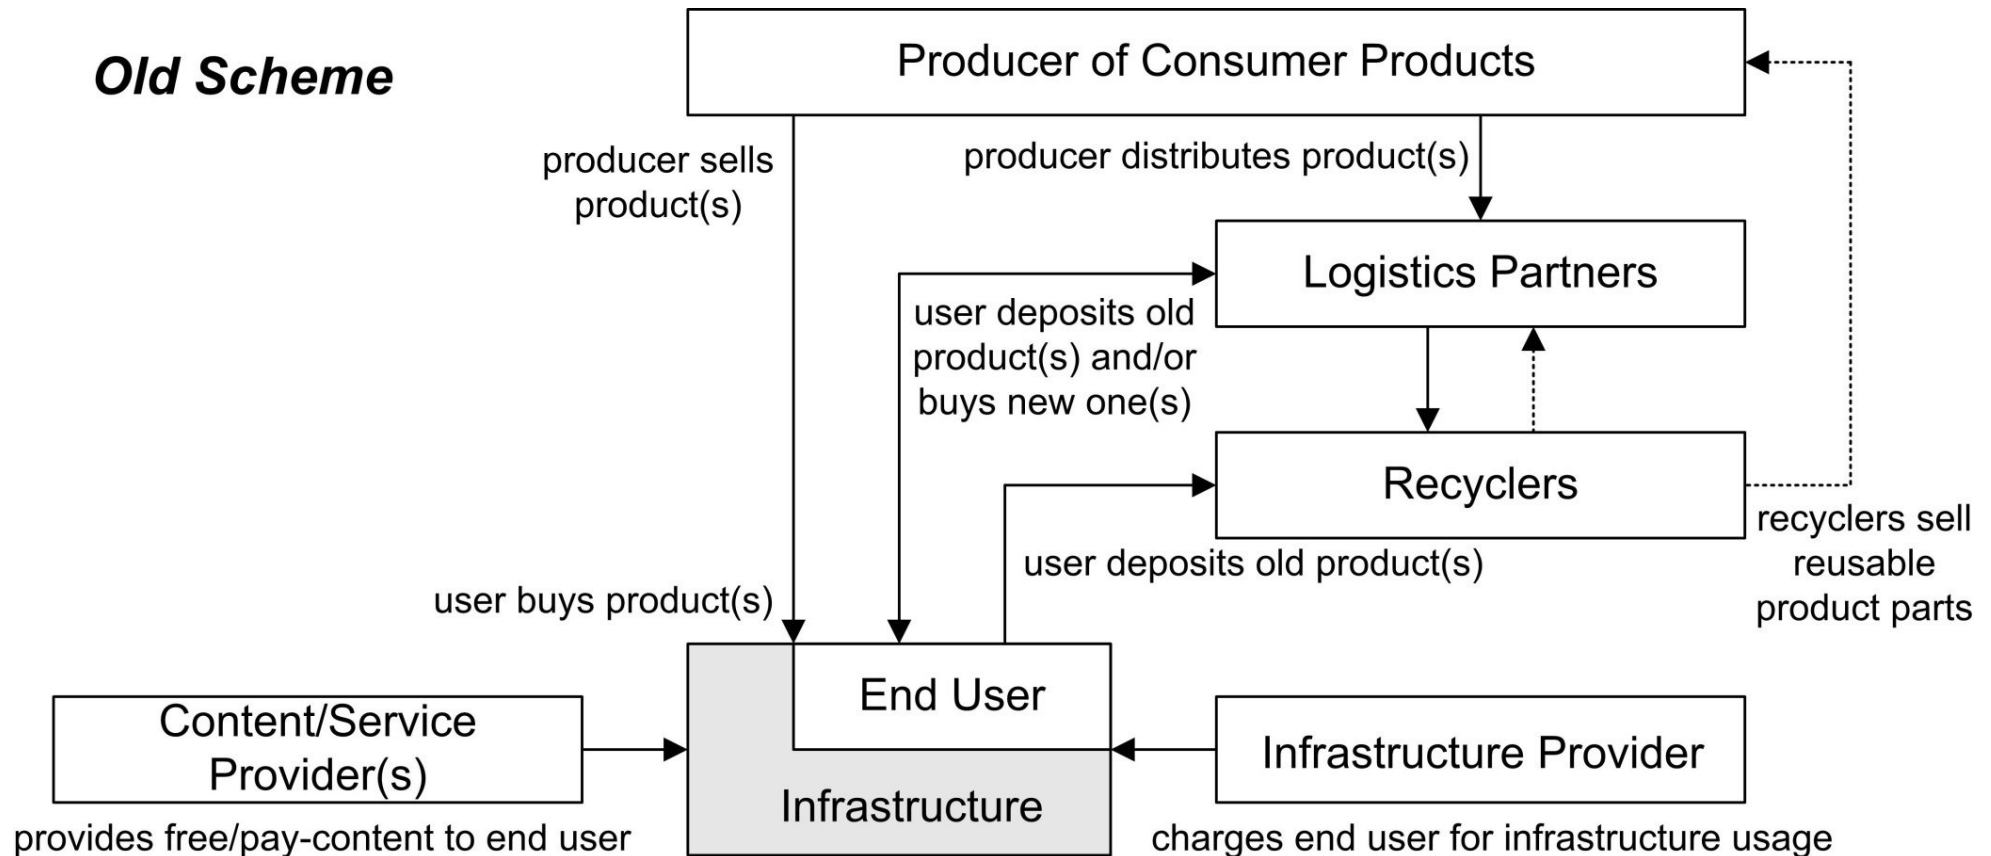 Old Scheme
Producer of Consumer Products
producer sells
product(s)
producer distributes product(s)
Logistics Partners
user deposits old
product(s) and/or
buys new one(s)
Recyclers
recyclers sell
reusable
product parts
user deposits old product(s)
user buys product(s)
End User
Content/Service
Provider(s)
Infrastructure Provider
Infrastructure
provides free/pay-content to end user
charges end user for infrastructure usage